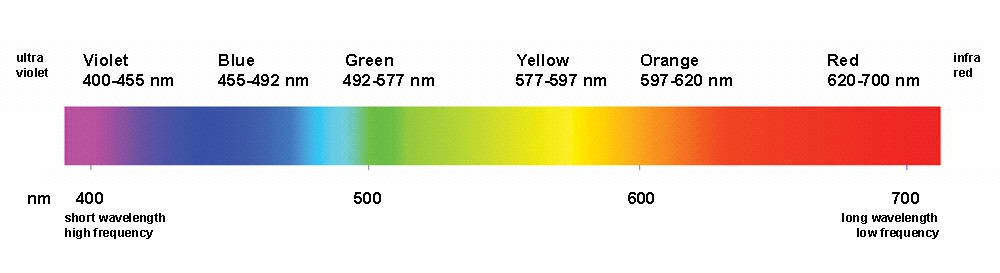 ultra
violet
Violet
400-455 nm
Blue
455-492 nm
Green
492-577 nm
Yellow
577-597 nm
Orange
597-620 nm
Red
620-700 nm
infra
red
nm 400 500 600 700
short wavelength
high frequency
long wavelength
low frequency